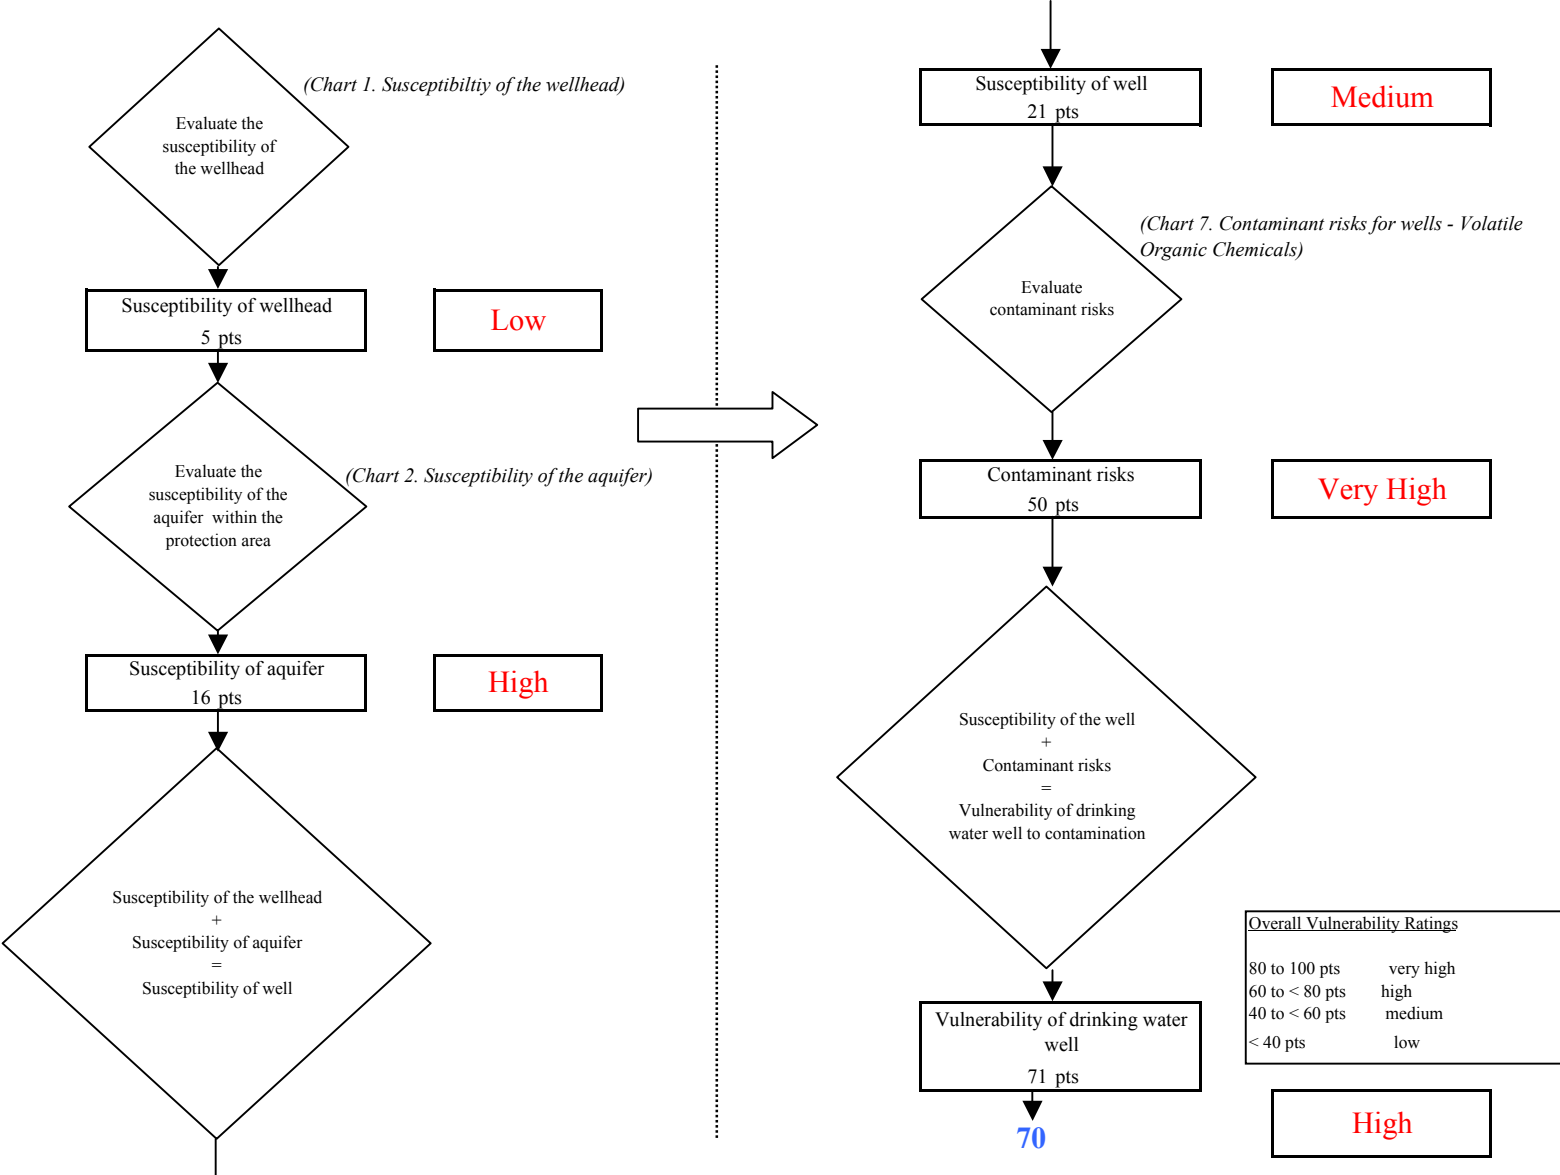 (Chart 1. Susceptibiltiy of the wellhead)
Evaluate the
susceptibility of
the wellhead
Susceptibility of wellhead
5 pts
Low
Evaluate the
susceptibility of the
aquifer within the
protection area
(Chart 2. Susceptibility of the aquifer)
Susceptibility of aquifer
16 pts
High
Susceptibility of the wellhead
+
Susceptibility of aquifer
=
Susceptibility of well
Susceptibility of well
21 pts
Medium
(Chart 7. Contaminant risks for wells - Volatile
Organic Chemicals)
Evaluate
contaminant risks
Contaminant risks
50 pts
Very High
Susceptibility of the well
+
Contaminant risks
=
Vulnerability of drinking
water well to contamination
Overall Vulnerability Ratings
80 to 100 pts very high
60 to < 80 pts high
40 to < 60 pts medium
< 40 pts low
Vulnerability of drinking water
well
71 pts
70
High